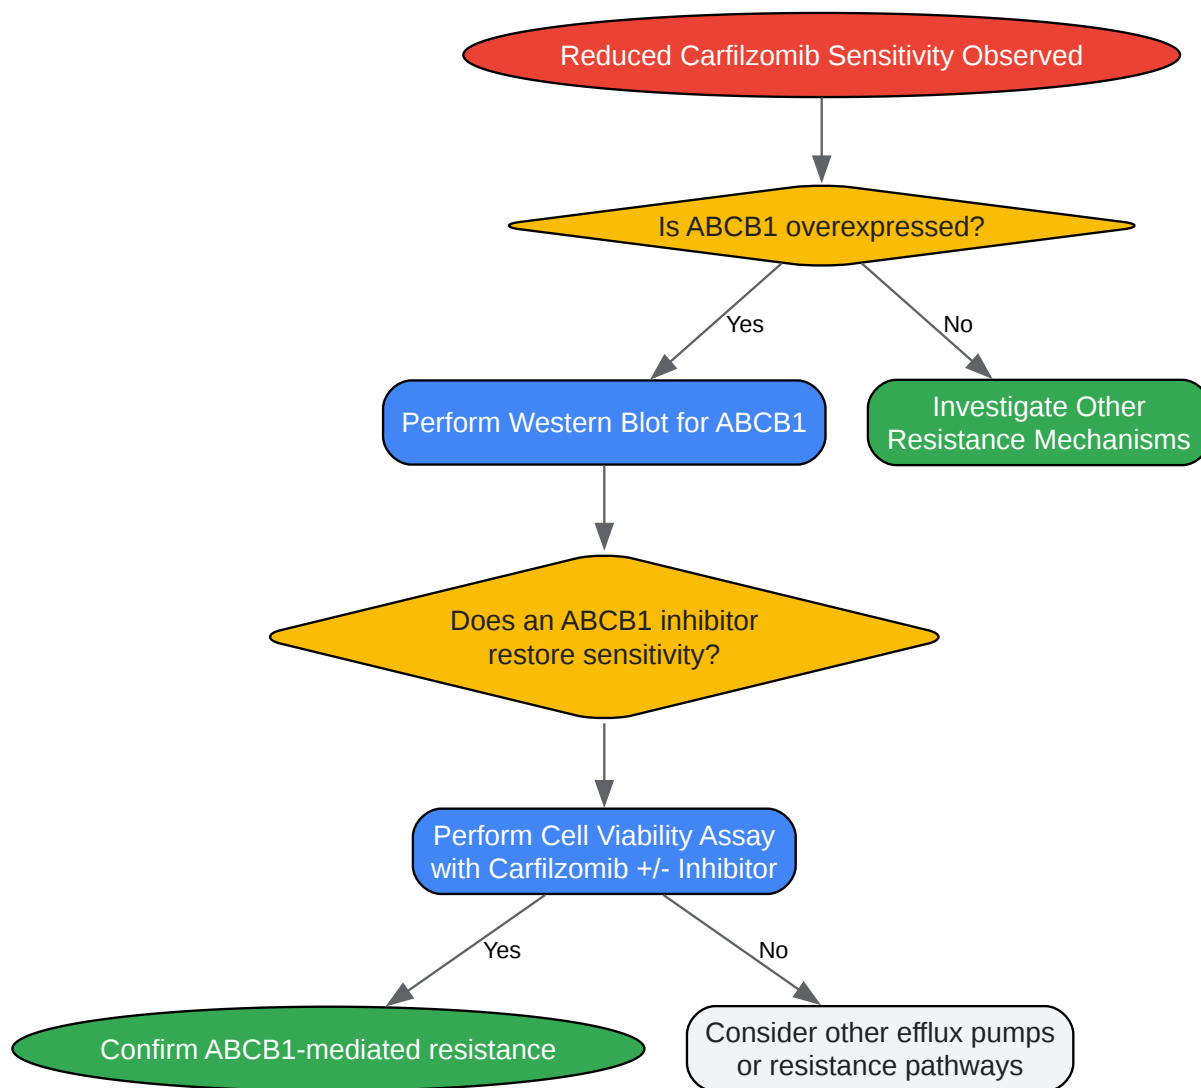 Reduced Carfilzomib Sensitivity Observed
Is ABCB1 overexpressed?
Yes
No
Perform Western Blot for ABCB1
Investigate Other
Resistance Mechanisms
Does an ABCB1 inhibitor
restore sensitivity?
Perform Cell Viability Assay
with Carfilzomib +/- Inhibitor
Yes
No
Confirm ABCB1-mediated resistance
Consider other efflux pumps
or resistance pathways